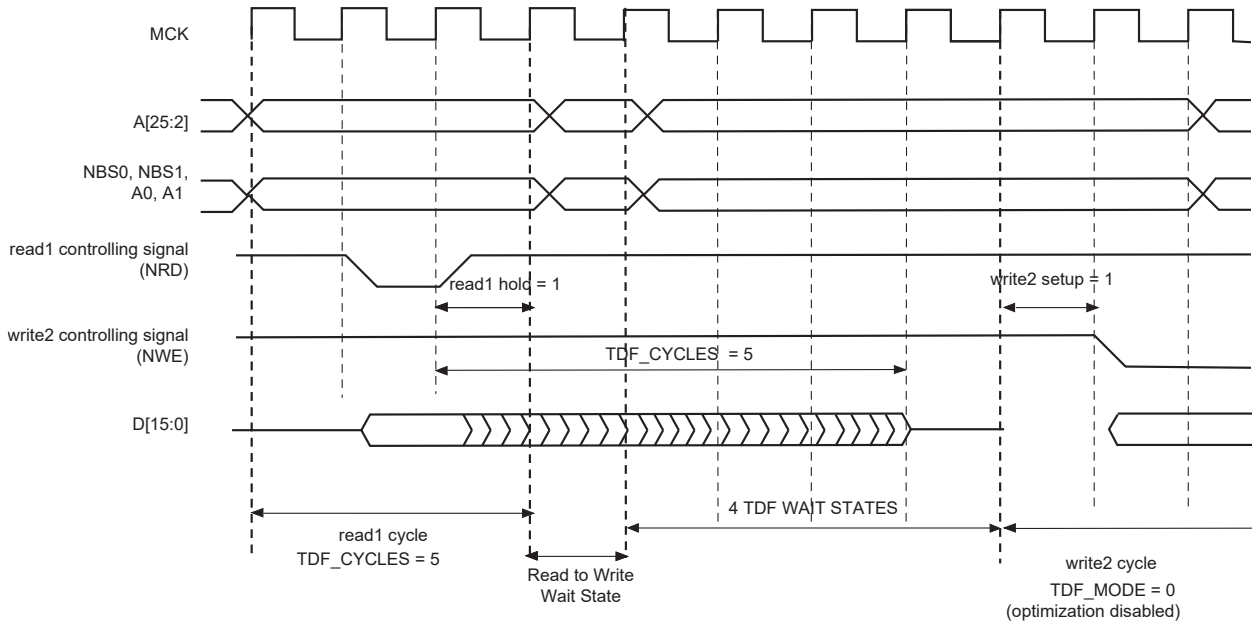 MCK
A[25:2]
NBS0, NBS1,
A0, A1
read1 controlling signal
(NRD)
read1 hold = 1
write2 setup = 1
write2 controlling signal
(NWE)
TDF_CYCLES = 5
D[15:0]
4 TDF WAIT STATES
read1 cycle
TDF_CYCLES = 5
Read to Write
Wait State
write2 cycle
TDF_MODE = 0
(optimization disabled)